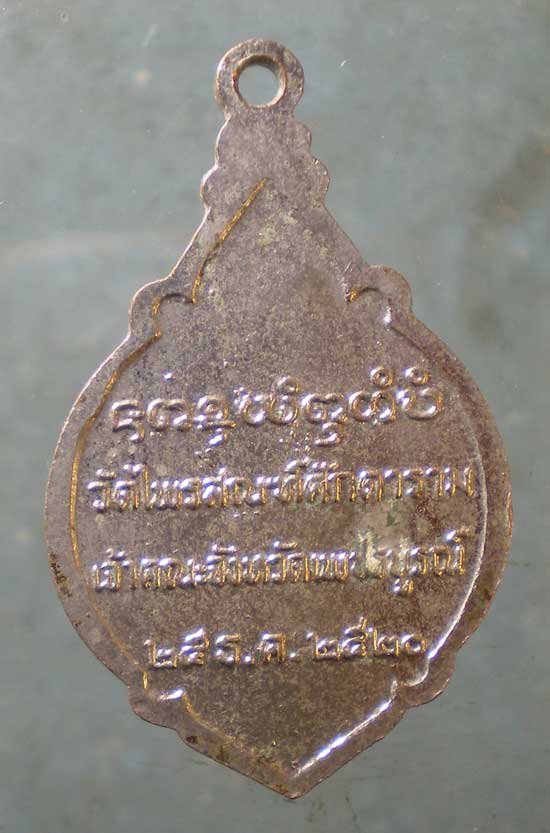 วัดไพรสณฑ์ศักดาราม
เจ้าคณะจังหวัดเพชรบูรณ์
๒๕ ธ.ค. ๒๕๒๐